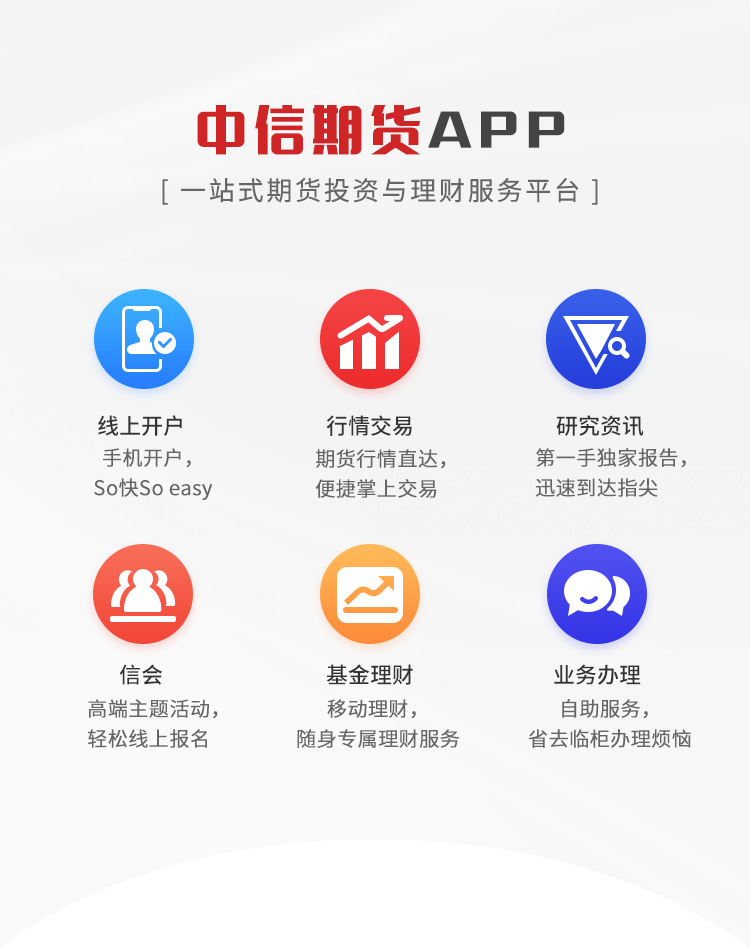 中信期货APP
[ 一站式期货投资与理财服务平台 ]
线上开户
手机开户，
So快So easy
行情交易
期货行情直达，
便捷掌上交易
研究资讯
第一手独家报告，
迅速到达指尖
信会
高端主题活动，
轻松线上报名
基金理财
移动理财，
随身专属理财服务
业务办理
自助服务，
省去临柜办理烦恼